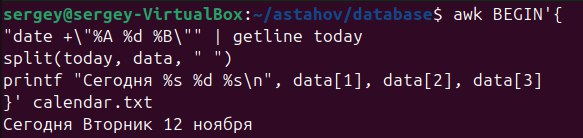 sergey@sergey-VirtualBox:~/astahov/database$ awk BEGIN'{
"date +\"%A %d %B\"" | getline today
split(today, data, " ")
printf "Сегодня %s %d %s\n", data[1], data[2], data[3]
}' calendar.txt
Сегодня Вторник 12 ноября